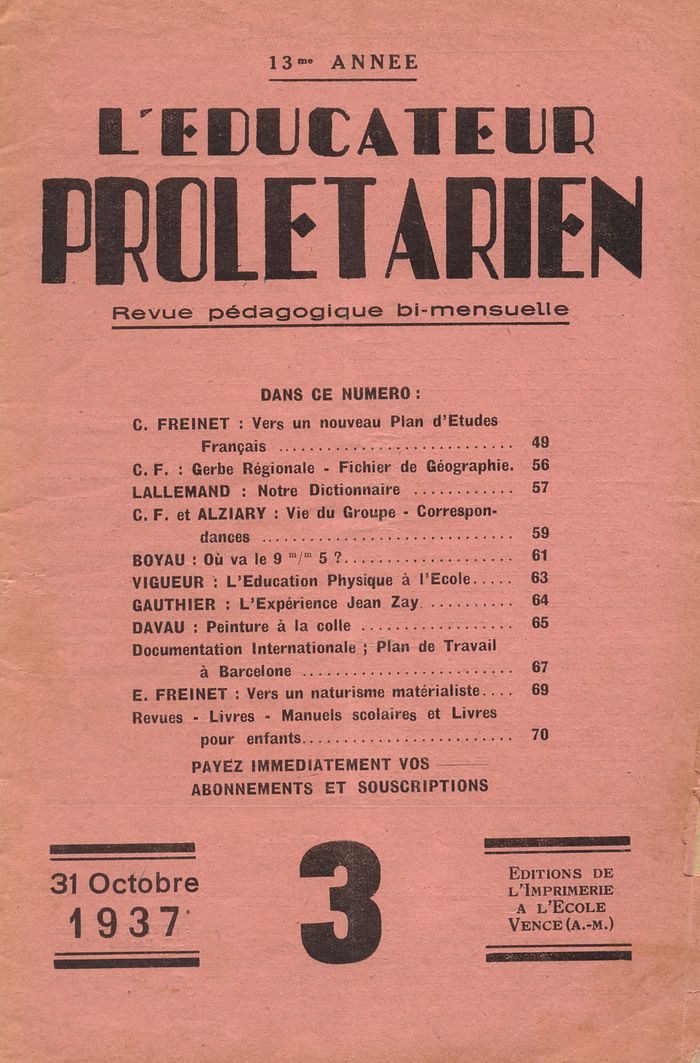 13me ANNEE
L'EDUCATEUR
PROLETARIEN
Revue pédagogique bi-mensuelle
DANS CE NUMERO :
C. FREINET : Vers un nouveau Plan d'Etudes
Français ........................ 49
C. F. : Gerbe Régionale - Fichier de Géographie. 56
LALLEMAND : Notre Dictionnaire ............ 57
C. F. et ALZIARY : Vie du Groupe - Correspon-
dances .......................... 59
BOYAU : Où va le 9 m/m 5 ?................. 61
VIGUEUR : L'Education Physique à l'Ecole..... 63
GAUTHIER : L'Expérience Jean Zay ........... 64
DAVAU : Peinture à la colle .................. 65
Documentation Internationale ; Plan de Travail
à Barcelone ...................... 67
E. FREINET : Vers un naturisme matérialiste.... 69
Revues - Livres - Manuels scolaires et Livres
pour enfants........................ 70
PAYEZ IMMEDIATEMENT VOS
ABONNEMENTS ET SOUSCRIPTIONS
31 Octobre
1937
3
EDITIONS DE
L'IMPRIMERIE
A L'ECOLE
VENCE (A.-M.)